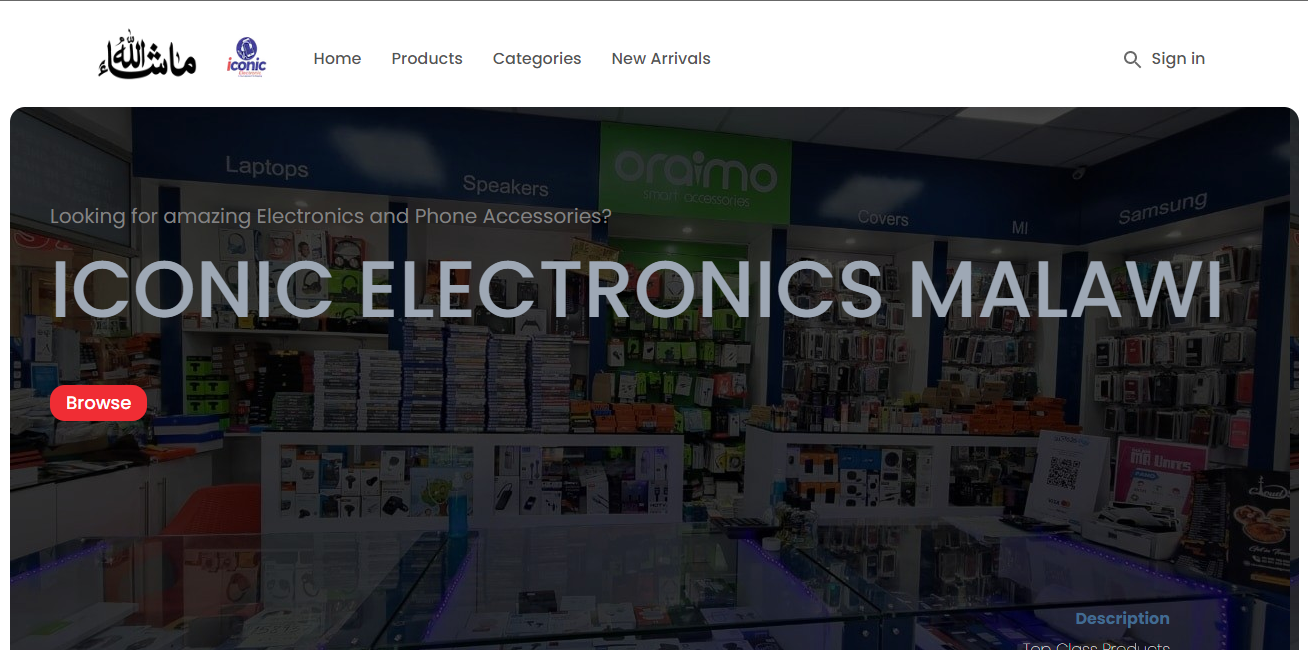 ماشاءالله
iconic
Electronics
Home
Products
Categories
New Arrivals
Sign in
Laptops
Speakers
oraimo
smart accessories
Covers
MI
Samsung
Looking for amazing Electronics and Phone Accessories?
ICONIC ELECTRONICS MALAWI
Browse
Description
Top Class Products